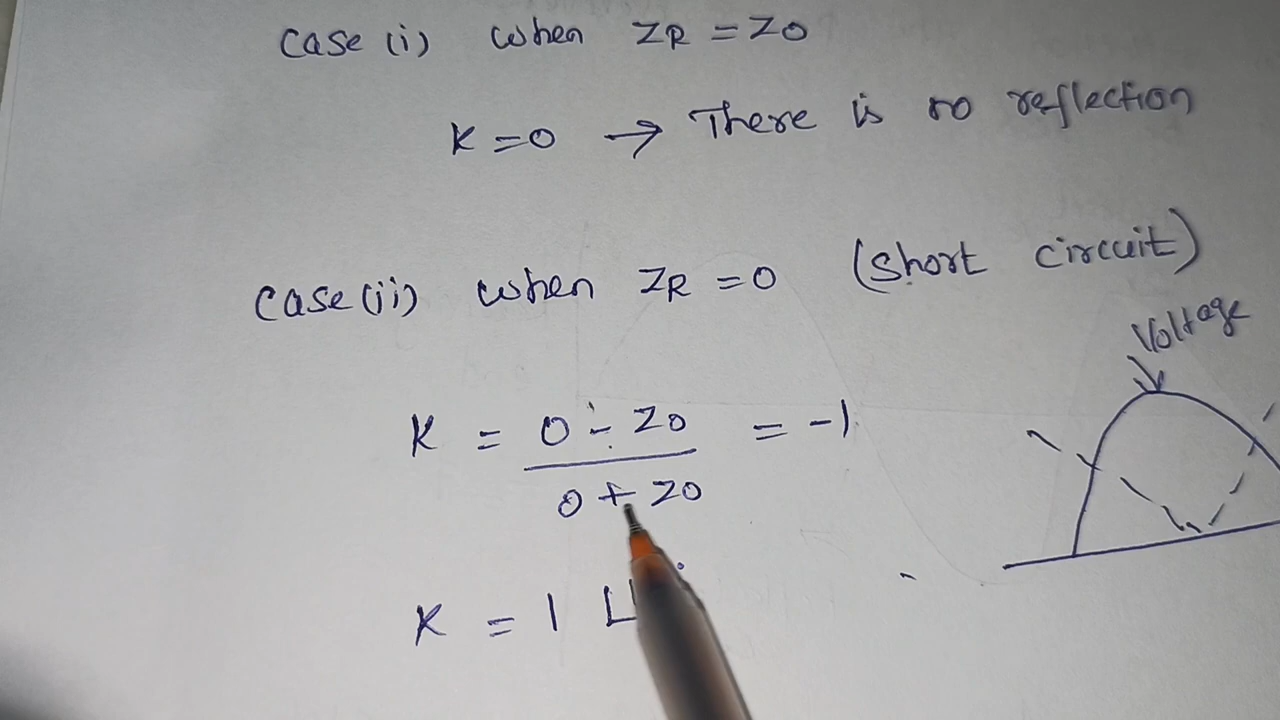 case (i) when ZR = Z0
K = 0 → There is no reflection
case (ii) when ZR = 0 (short circuit)
Voltage
K = 0 - Z0 / 0 + Z0 = -1
K = 1